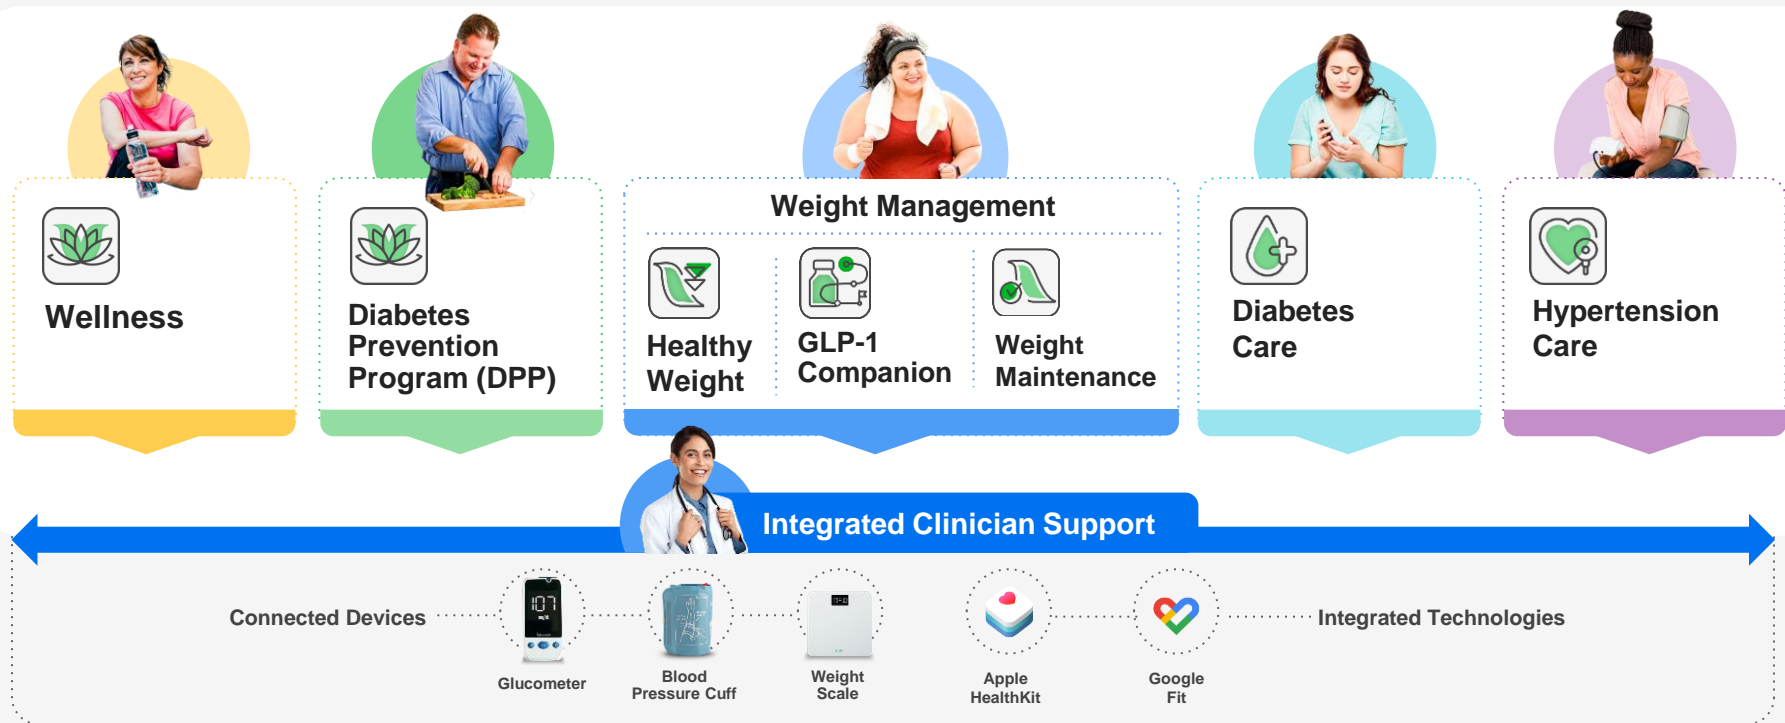 Wellness
Diabetes
Prevention
Program (DPP)
Weight Management
Healthy
Weight
GLP-1
Companion
Weight
Maintenance
Diabetes
Care
Hypertension
Care
Integrated Clinician Support
Connected Devices
107
Glucometer
Blood
Pressure Cuff
Weight
Scale
Apple
HealthKit
Google
Fit
Integrated Technologies